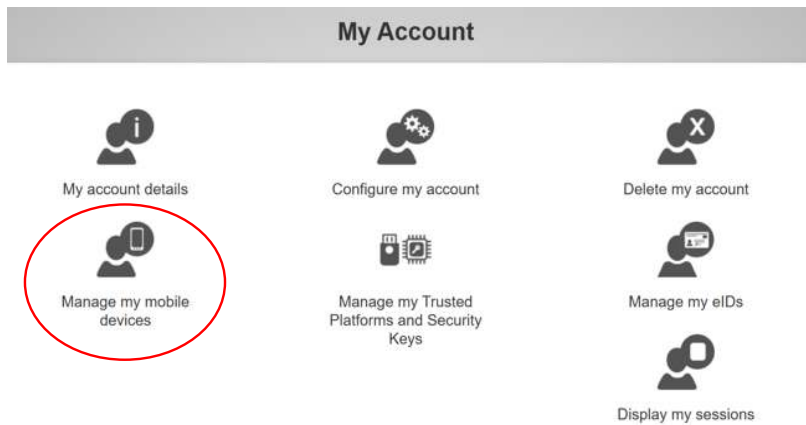 My Account
My account details
Configure my account
Delete my account
Manage my mobile
devices
Manage my Trusted
Platforms and Security
Keys
Manage my eIDs
Display my sessions